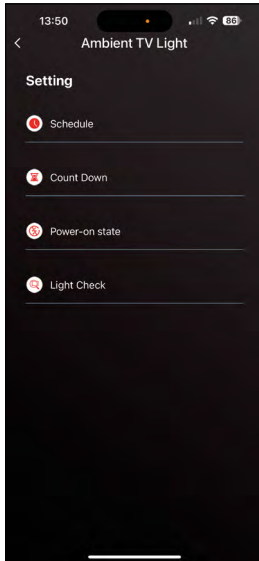 13:50
86
Ambient TV Light
Setting
Schedule
Count Down
Power-on state
Light Check